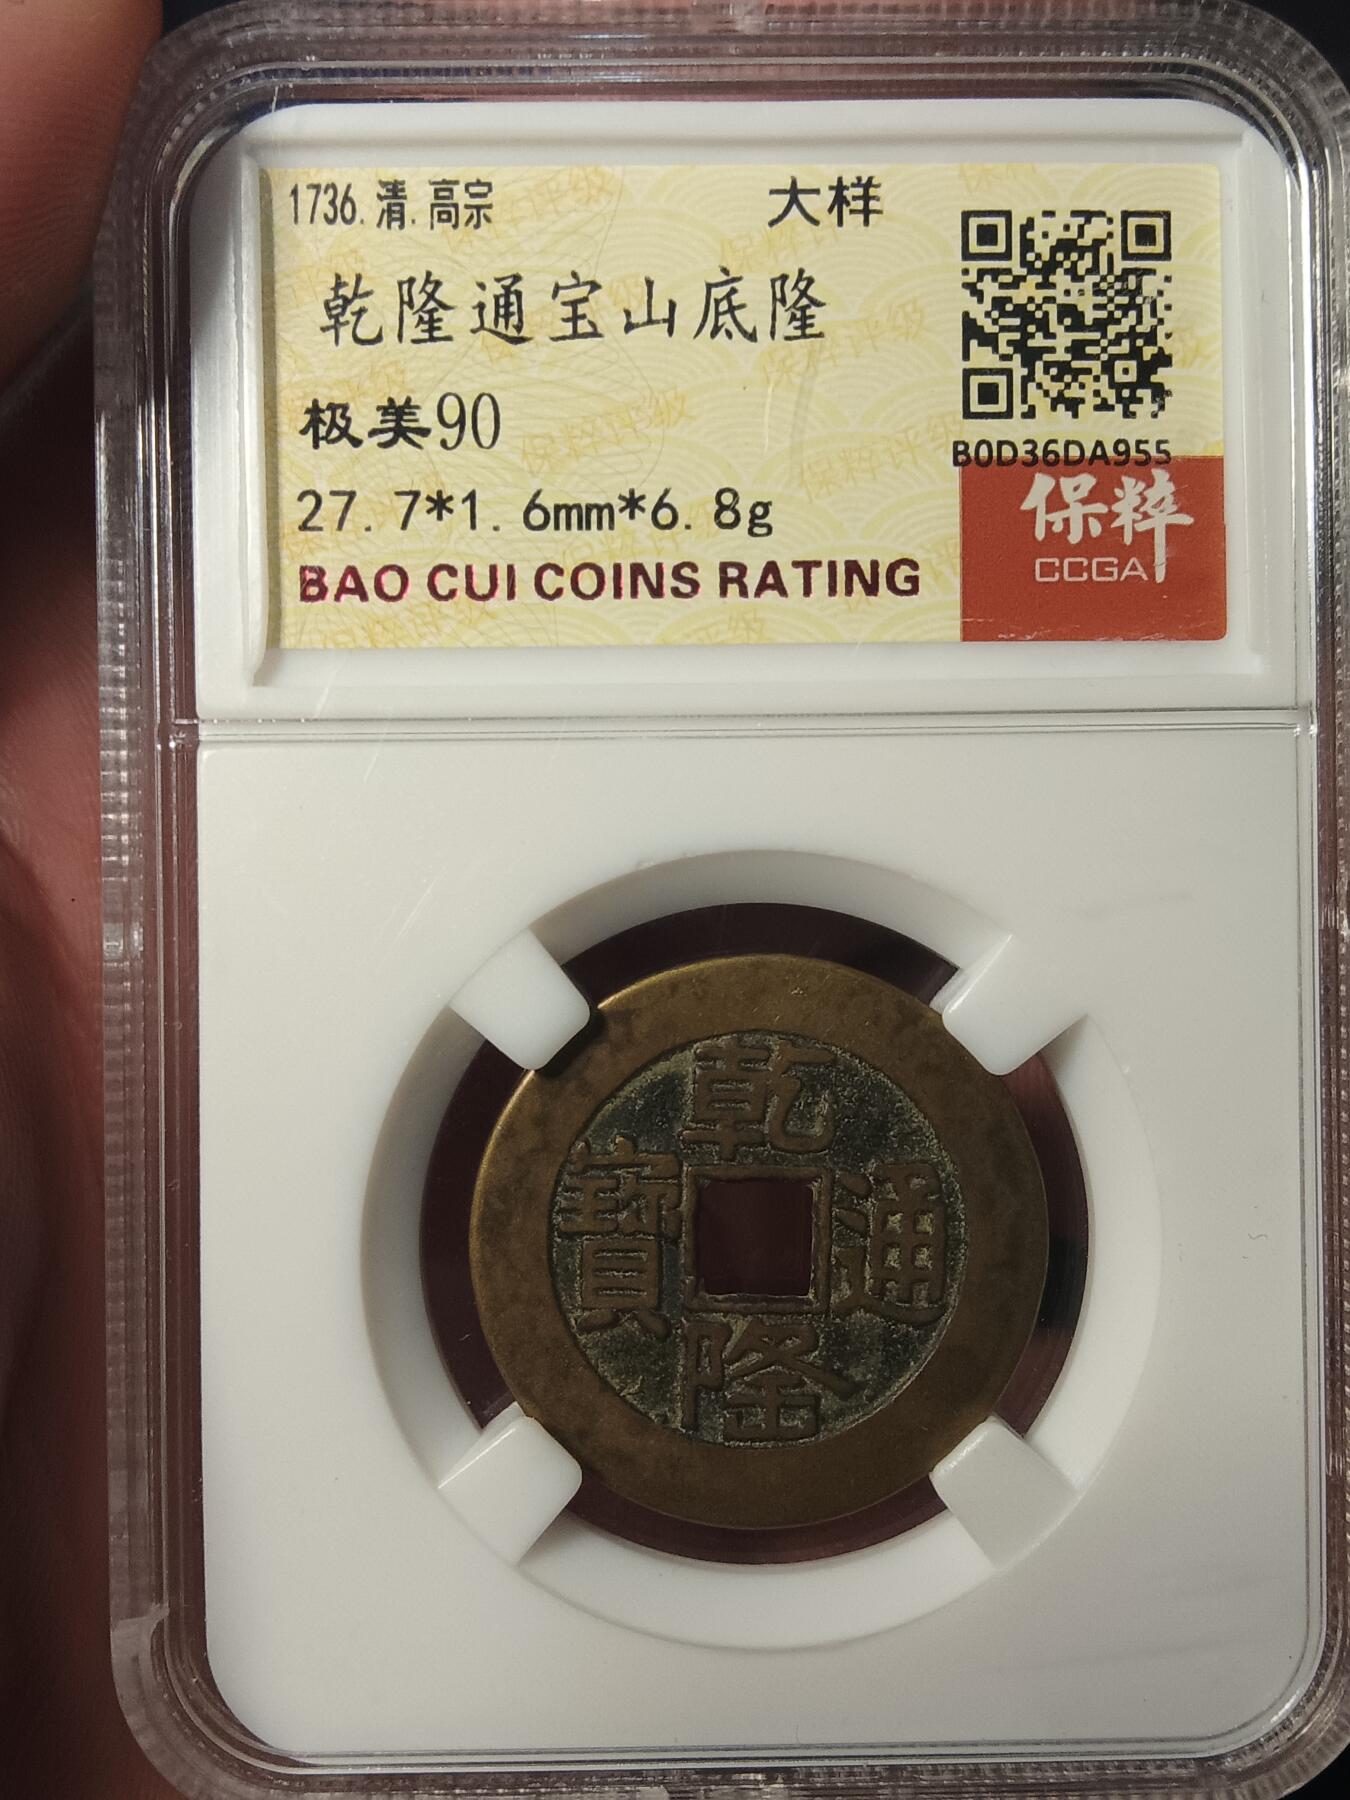 1736.清.高宗 大样
乾隆通宝山底隆
极美90
27.7*1.6mm*6.8g
BAO CUI COINS RATING
B0D36DA955
保粹
CCGA
乾隆通寶